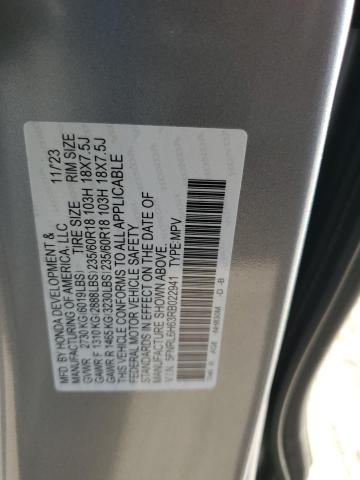 MFD. BY HONDA DEVELOPMENT & 11/23
MANUFACTURING OF AMERICA, LLC
TIRE SIZE RIM SIZE
GVWR 2730 KG(6019LBS)
GAWR F 1310 KG(2888LBS) 235/60R18 103H 18X7.5J
GAWR R 1465 KG(3230LBS) 235/60R18 103H 18X7.5J
THIS VEHICLE CONFORMS TO ALL APPLICABLE
FEDERAL MOTOR VEHICLE SAFETY
STANDARDS IN EFFECT ON THE DATE OF
MANUFACTURE.
V.I.N. 5FNRL6H63RB022941 TYPE:MPV
NH830M -D -B